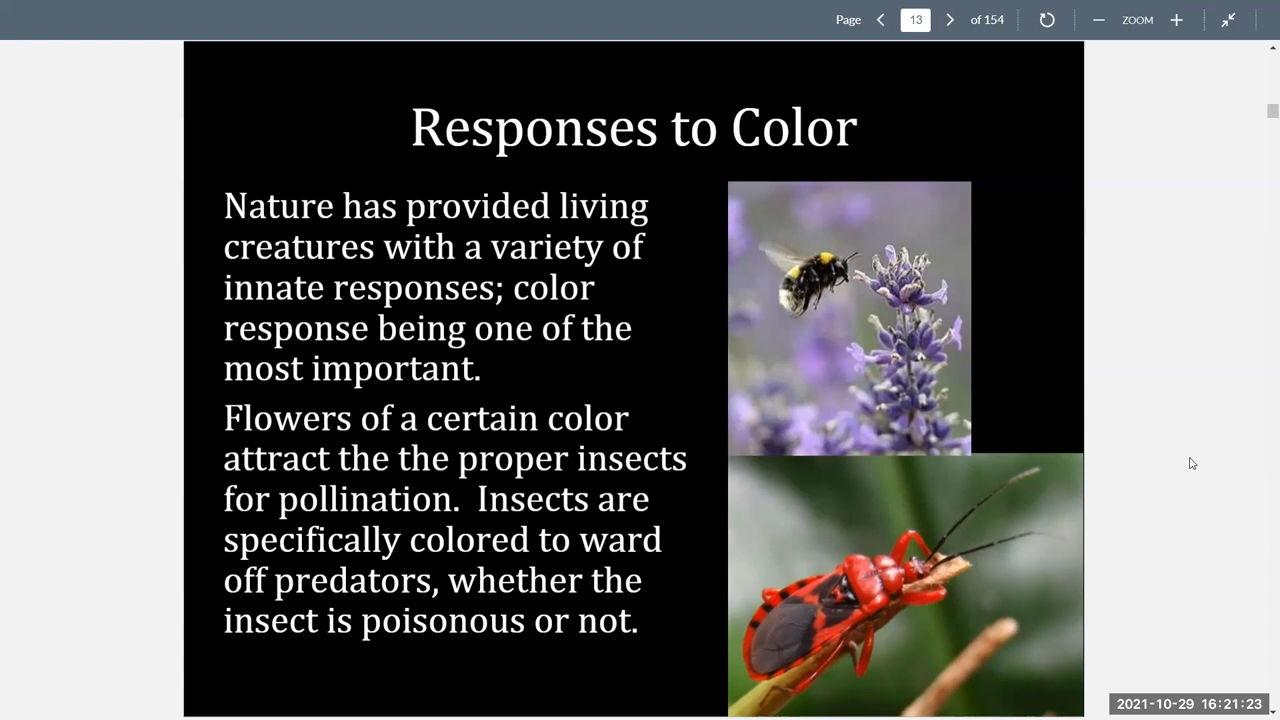 Page 13 of 154 ZOOM
Responses to Color
Nature has provided living
creatures with a variety of
innate responses; color
response being one of the
most important.
Flowers of a certain color
attract the the proper insects
for pollination.  Insects are
specifically colored to ward
off predators, whether the
insect is poisonous or not.
2021-10-29 16:21:23